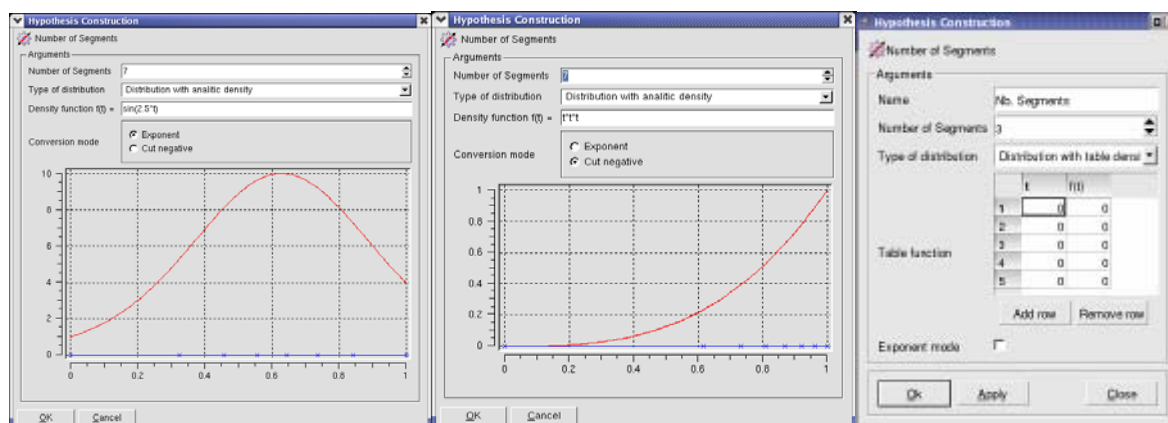 Hypothesis Construction
Number of Segments
Arguments
Number of Segments 7
Type of distribution Distribution with analitic density
Density function f(t) = sin(2.5*t)
Conversion mode
Exponent
Cut negative
10
8
6
4
2
0
0 0.2 0.4 0.6 0.8 1
OK Cancel
Hypothesis Construction
Number of Segments
Arguments
Number of Segments 7
Type of distribution Distribution with analitic density
Density function f(t) = t*t*t
Conversion mode
Exponent
Cut negative
1
0.8
0.6
0.4
0.2
0
0 0.2 0.4 0.6 0.8 1
OK Cancel
Hypothesis Construction
Number of Segments
Arguments
Name Nb. Segments
Number of Segments 3
Type of distribution Distribution with table densi
t f(t)
1 0 0
2 0 0
3 0 0
4 0 0
5 0 0
Table function
Add row Remove row
Exponent mode
Ok Apply Close